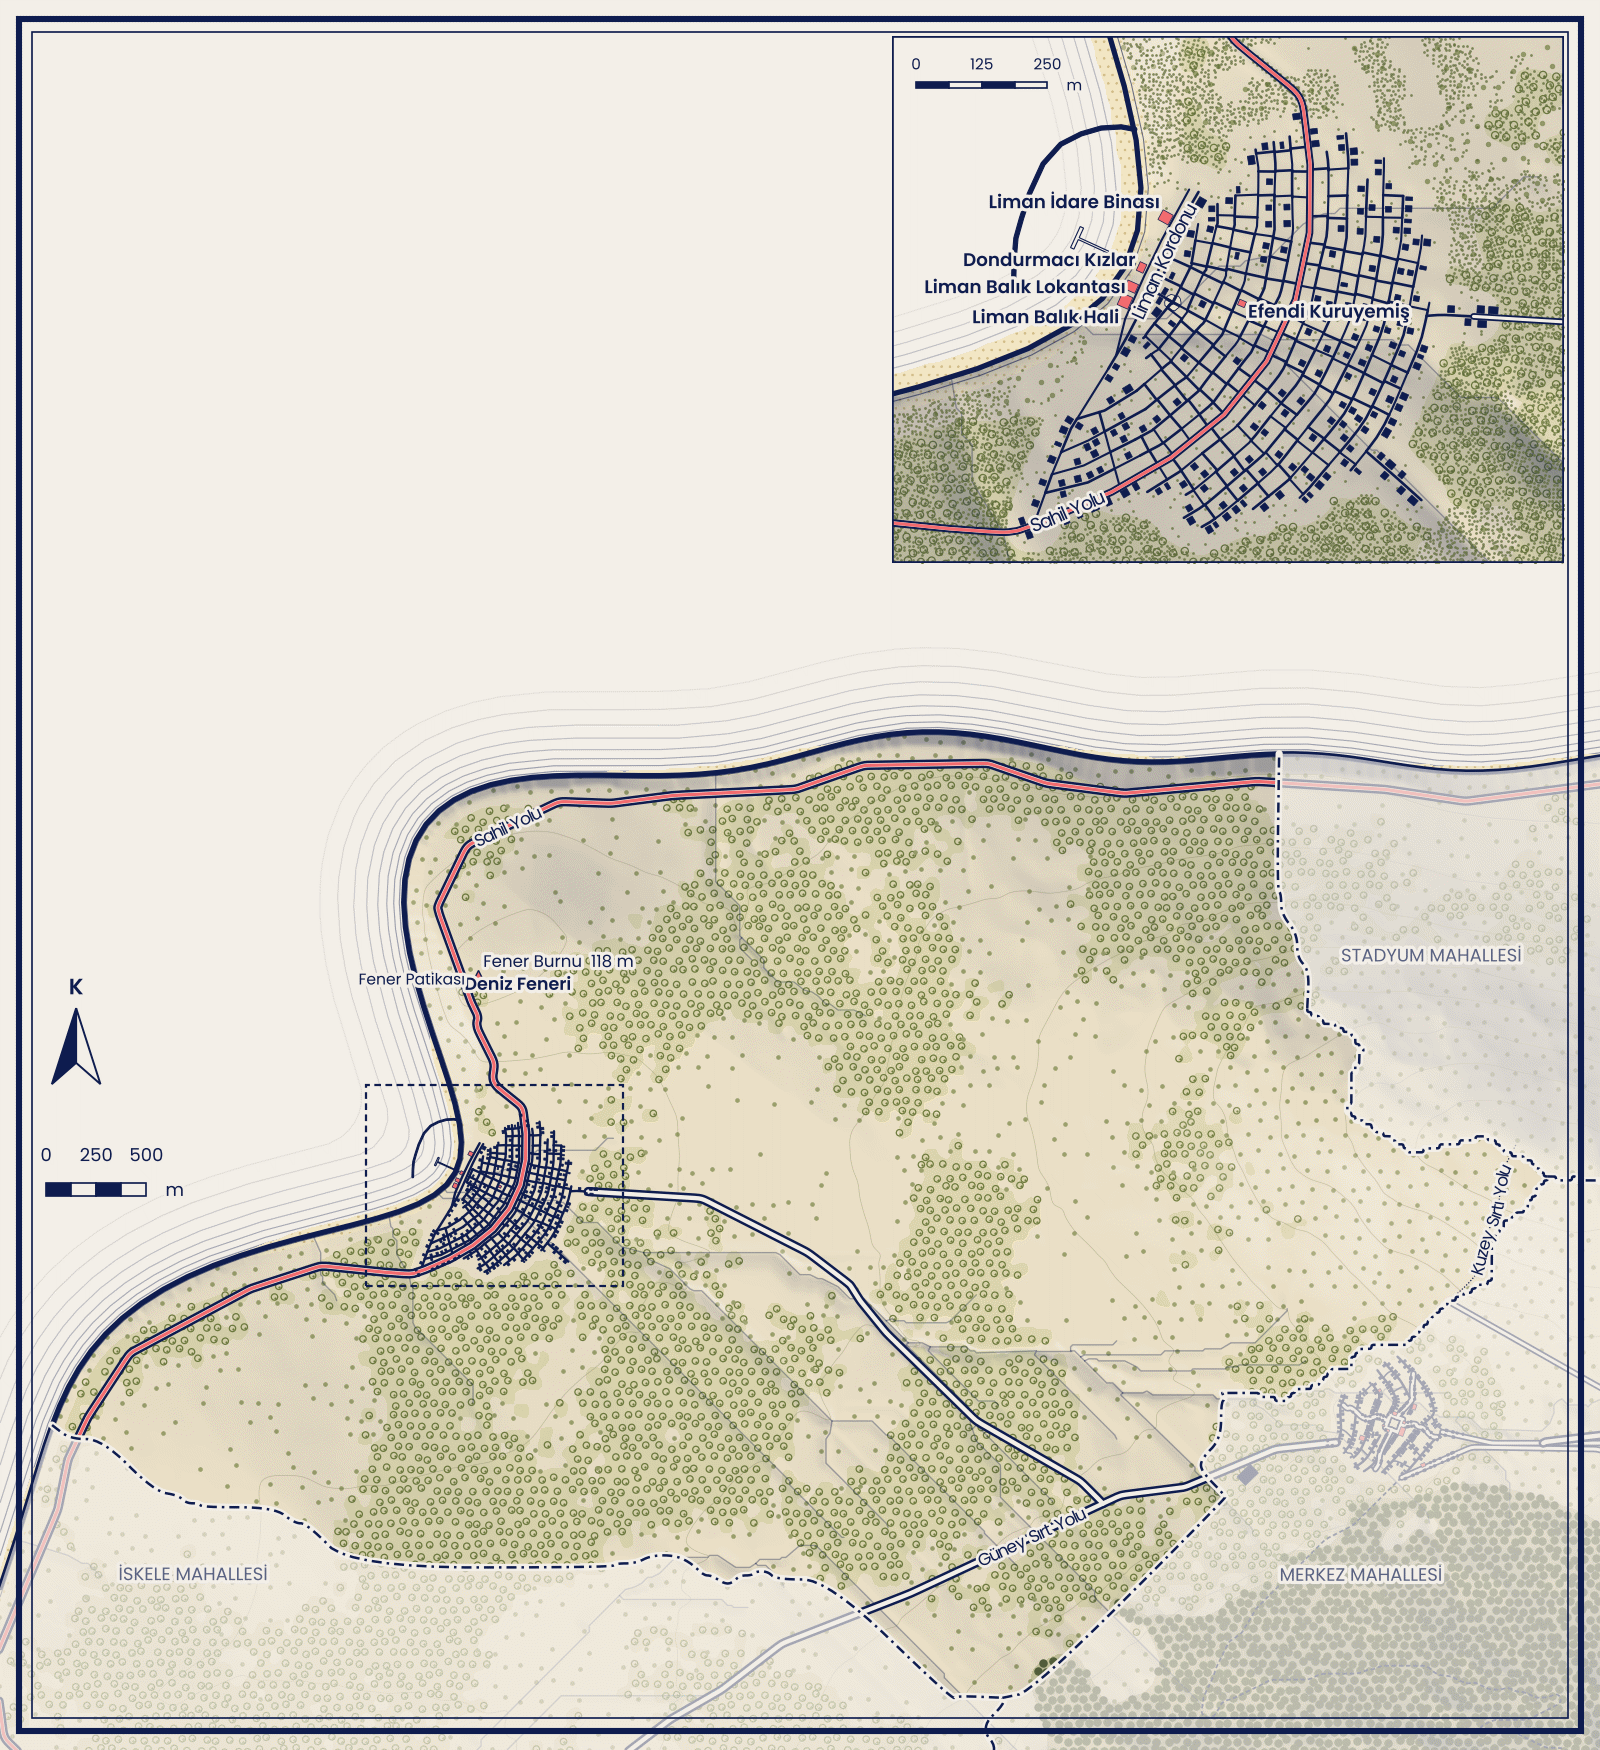 0 125 250
m
Liman İdare Binası
Liman Kordonu
Dondurmacı Kızlar
Liman Balık Lokantası
Liman Balık Hali
Efendi Kuruyemiş
Sahil Yolu
Sahil Yolu
STADYUM MAHALLESİ
Fener Burnu 118 m
Fener Patikası
Deniz Feneri
K
0 250 500
m
Kuzey Sırtı Yolu
Güney Sırt Yolu
İSKELE MAHALLESİ
MERKEZ MAHALLESİ